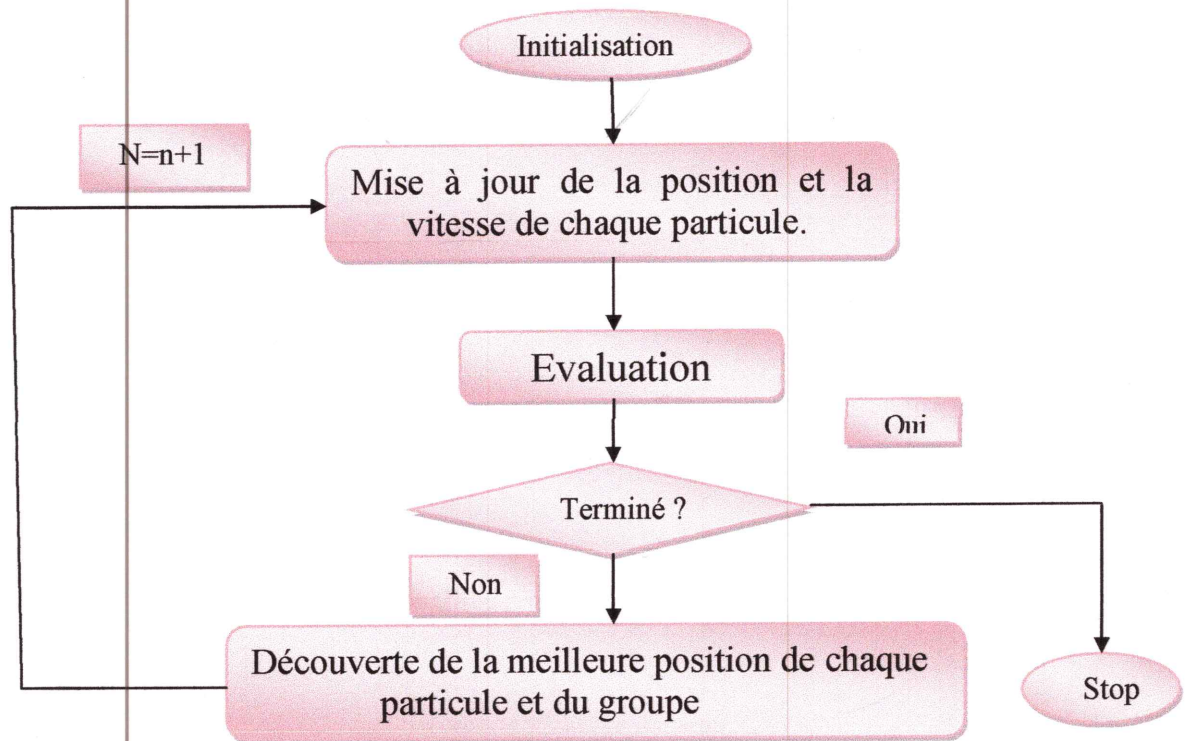 Initialisation
N=n+1
Mise à jour de la position et la
vitesse de chaque particule.
Evaluation
Oui
Terminé ?
Non
Découverte de la meilleure position de chaque
particule et du groupe
Stop